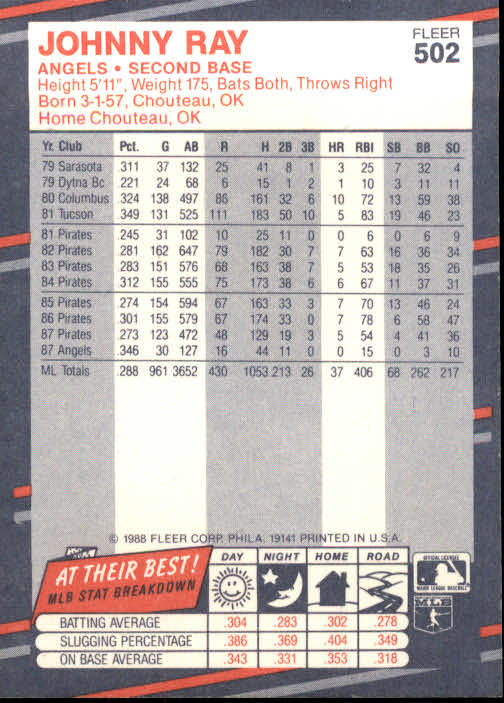 JOHNNY RAY
FLEER
502
ANGELS • SECOND BASE
Height 5'11", Weight 175, Bats Both, Throws Right
Born 3-1-57, Chouteau, OK
Home Chouteau, OK
Yr. Club Pct. G AB R H 2B 3B HR RBI SB BB SO
79 Sarasota .311 37 132 25 41 8 1 3 25 7 32 4
79 Dytna Bc .221 24 68 6 15 1 2 1 10 3 11 11
80 Columbus .324 138 497 86 161 32 6 10 72 13 59 38
81 Tucson .349 131 525 111 183 50 10 5 83 19 46 23
81 Pirates .245 31 102 10 25 11 0 0 6 0 6 9
82 Pirates .281 162 647 79 182 30 7 7 63 16 36 34
83 Pirates .283 151 576 68 163 38 7 5 53 18 35 26
84 Pirates .312 155 555 75 173 38 6 6 67 11 37 31
85 Pirates .274 154 594 67 163 33 3 7 70 13 46 24
86 Pirates .301 155 579 67 174 33 0 7 78 6 58 47
87 Pirates .273 123 472 48 129 19 3 5 54 4 41 36
87 Angels .346 30 127 16 44 11 0 0 15 0 3 10
ML Totals .288 961 3652 430 1053 213 26 37 406 68 262 217
© 1988 FLEER CORP. PHILA. 19141 PRINTED IN U.S.A.
AT THEIR BEST!
MLB STAT BREAKDOWN
DAY NIGHT HOME ROAD
OFFICIAL LICENSEE
MAJOR LEAGUE BASEBALL
MLB
BATTING AVERAGE .304 .283 .302 .278
SLUGGING PERCENTAGE .386 .369 .404 .349
ON BASE AVERAGE .343 .331 .353 .318